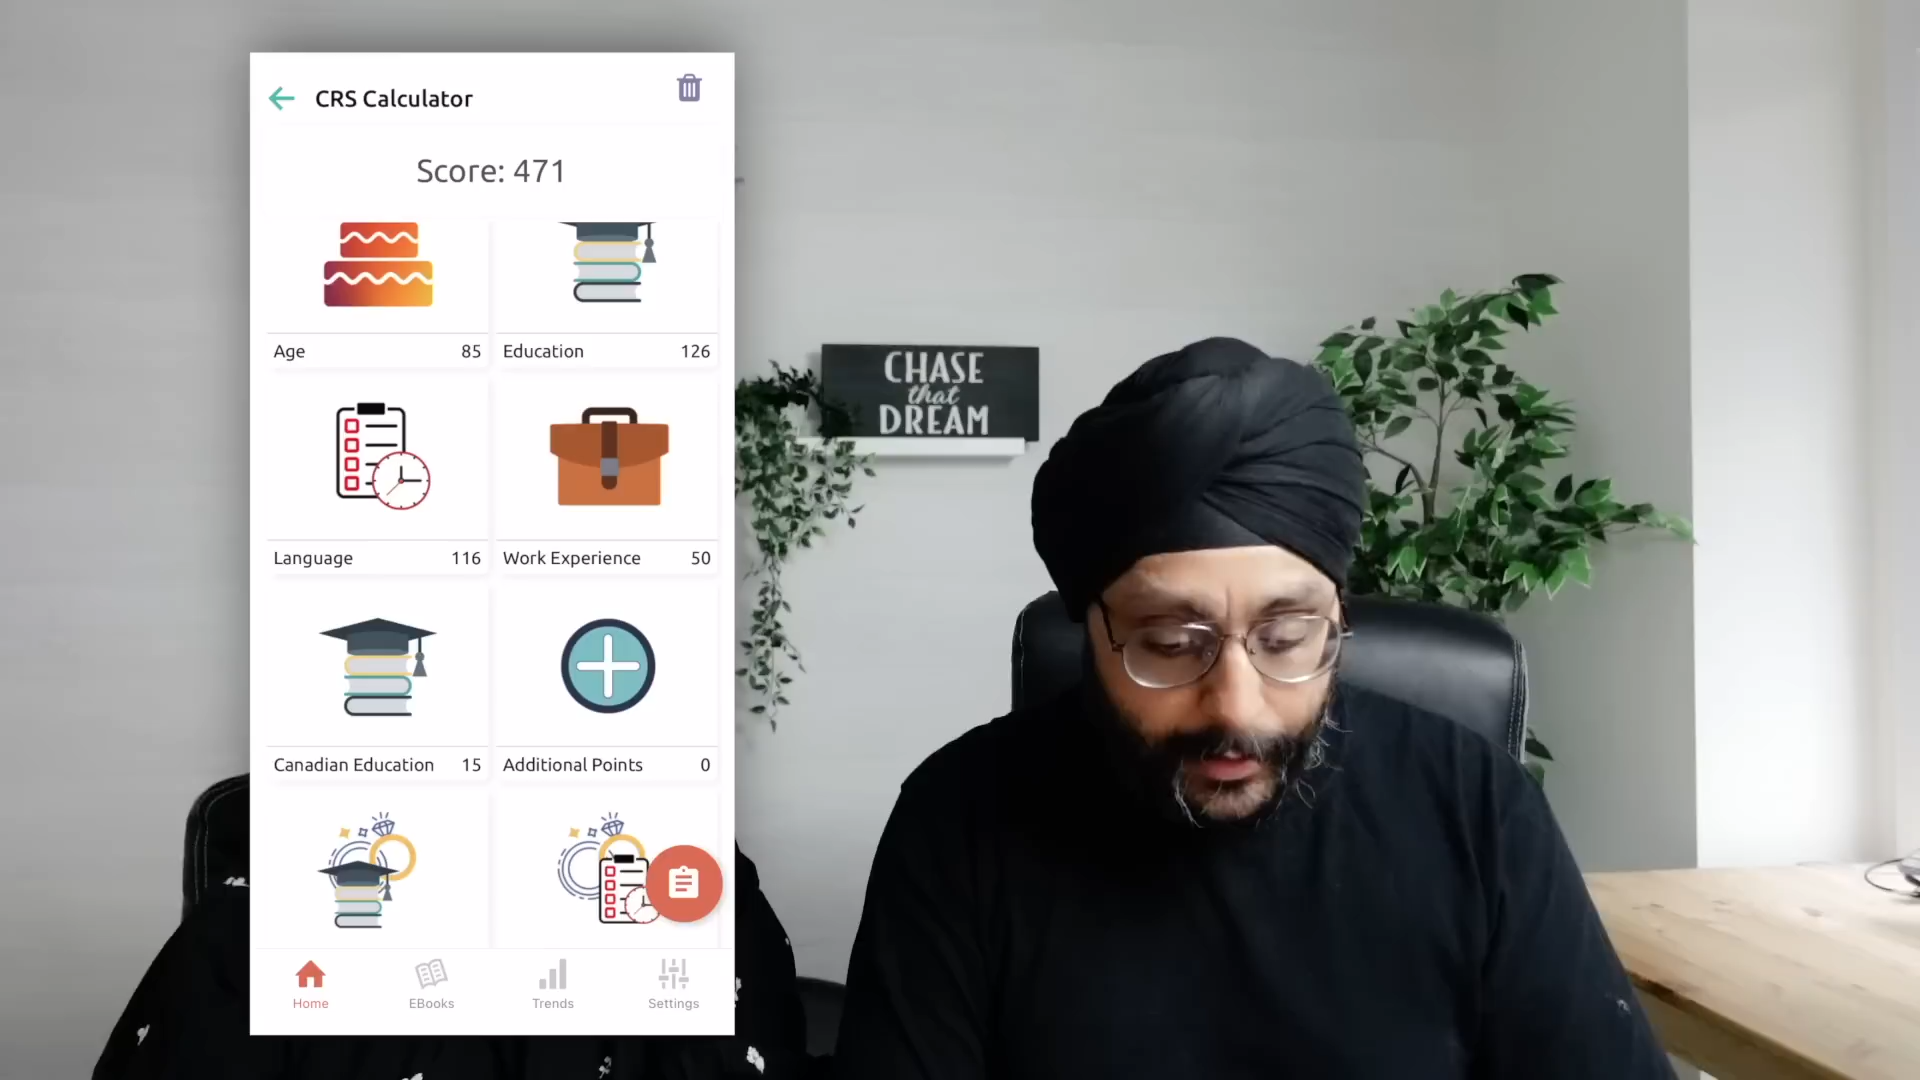 CRS Calculator
Score: 471
Age 85
Education 126
Language 116
Work Experience 50
Canadian Education 15
Additional Points 0
Home
EBooks
Trends
Settings
CHASE
that
DREAM